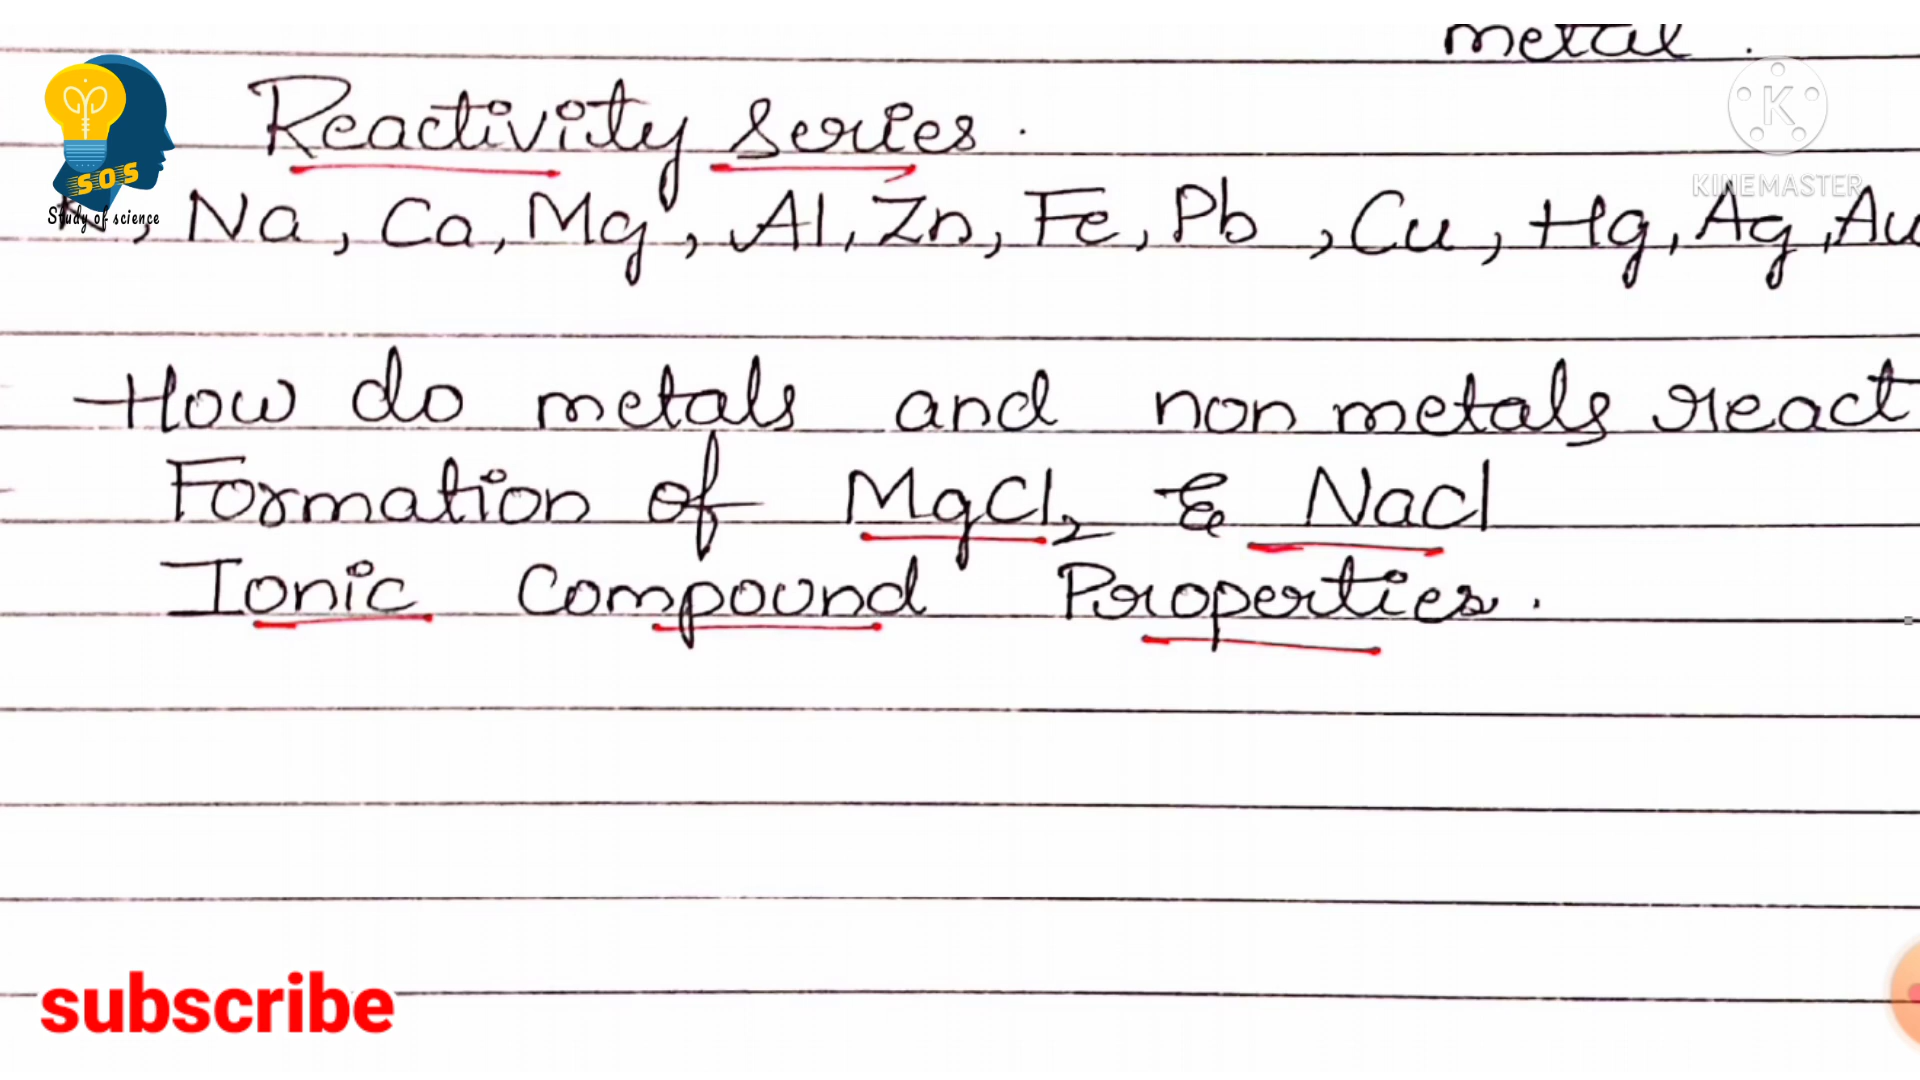 metal.
Reactivity series.
SOS
Study of science
KINEMASTER
K, Na, Ca, Mg, Al, Zn, Fe, Pb, Cu, Hg, Ag, Au
How do metals and non metals react
Formation of MgCl₂ & NaCl
Ionic Compound Properties.
subscribe